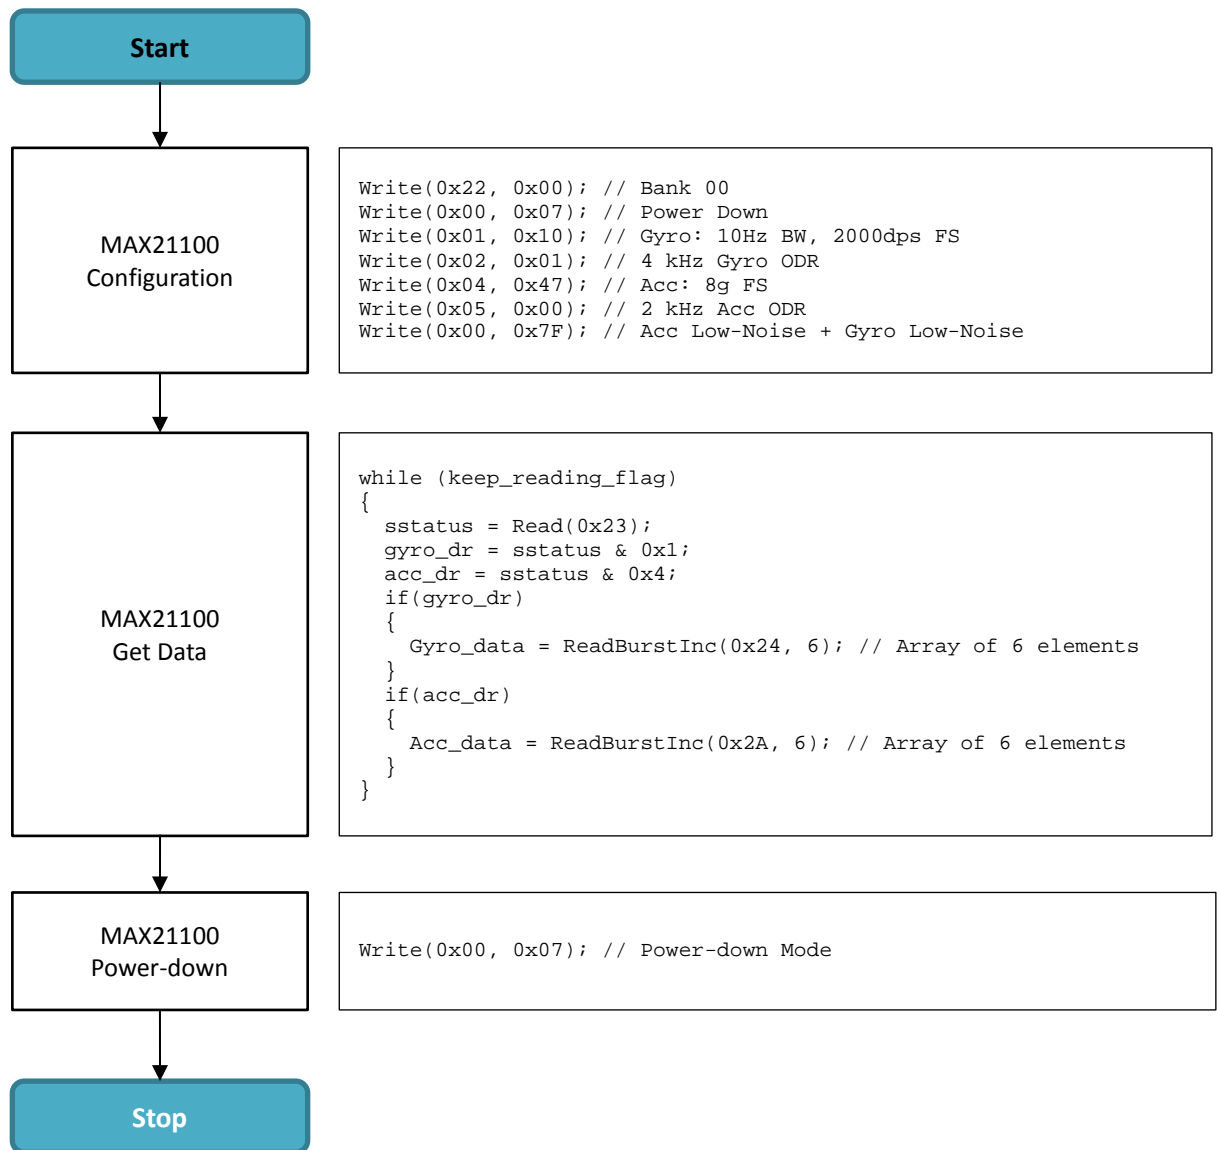 Start
MAX21100
Configuration
Write(0x22, 0x00); // Bank 00
Write(0x00, 0x07); // Power Down
Write(0x01, 0x10); // Gyro: 10Hz BW, 2000dps FS
Write(0x02, 0x01); // 4 kHz Gyro ODR
Write(0x04, 0x47); // Acc: 8g FS
Write(0x05, 0x00); // 2 kHz Acc ODR
Write(0x00, 0x7F); // Acc Low-Noise + Gyro Low-Noise
MAX21100
Get Data
while (keep_reading_flag)
{
  sstatus = Read(0x23);
  gyro_dr = sstatus & 0x1;
  acc_dr = sstatus & 0x4;
  if(gyro_dr)
  {
    Gyro_data = ReadBurstInc(0x24, 6); // Array of 6 elements
  }
  if(acc_dr)
  {
    Acc_data = ReadBurstInc(0x2A, 6); // Array of 6 elements
  }
}
MAX21100
Power-down
Write(0x00, 0x07); // Power-down Mode
Stop